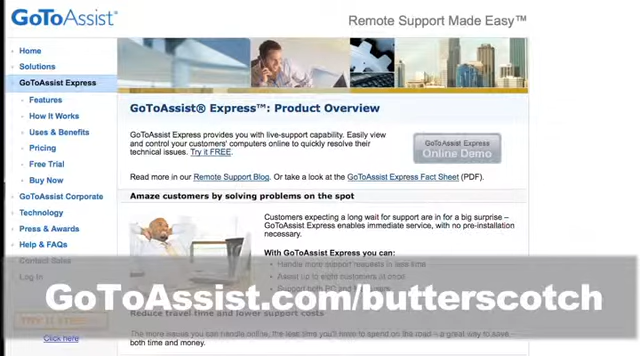 GoToAssist®
Remote Support Made Easy™
Home
Solutions
GoToAssist Express
Features
How It Works
Uses & Benefits
Pricing
Free Trial
Buy Now
GoToAssist Corporate
Technology
Press & Awards
Help & FAQs
Contact Sales
Log In
TRY IT FREE
Click here
GoToAssist® Express™: Product Overview
GoToAssist Express provides you with live-support capability. Easily view
and control your customers' computers online to quickly resolve their
technical issues. Try it FREE.
GoToAssist Express
Online Demo
Read more in our Remote Support Blog. Or take a look at the GoToAssist Express Fact Sheet (PDF).
Amaze customers by solving problems on the spot
Customers expecting a long wait for support are in for a big surprise –
GoToAssist Express enables immediate service, with no pre-installation
necessary.
With GoToAssist Express you can:
Handle more support requests in less time
Assist up to eight customers at once
Support both PC and
GoToAssist.com/butterscotch
Reduce travel time and lower support costs
The more issues you can handle online, the less time you'll have to spend on the road – a great way to save
both time and money.